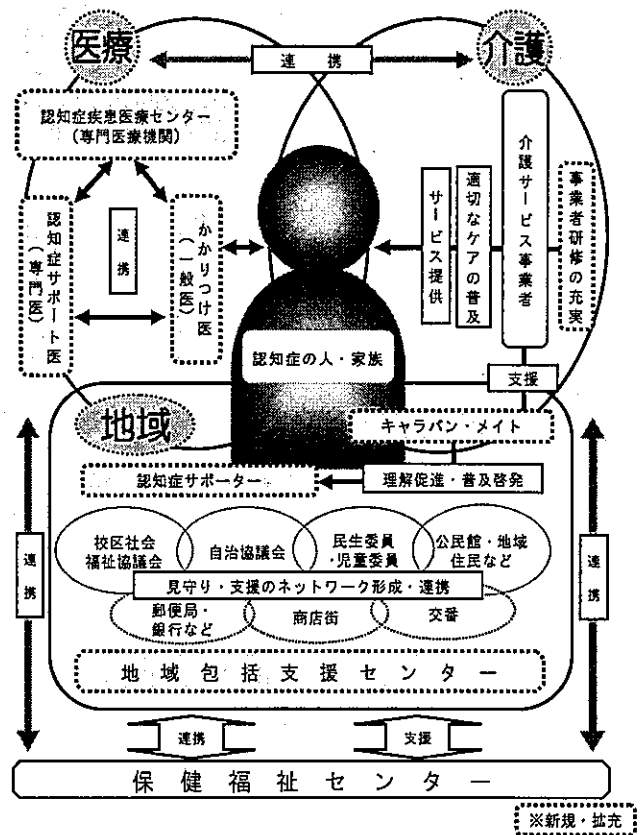 医療
介護
連携
認知症疾患医療センター
(専門医療機関)
連携
認知症サポート医
(専門医)
かかりつけ医
(一般医)
サービス提供
適切なケアの普及
介護サービス事業者
事業者研修の充実
認知症の人・家族
支援
地域
キャラバン・メイト
認知症サポーター
理解促進・普及啓発
連携
連携
校区社会
福祉協議会
自治協議会
民生委員
・児童委員
公民館・地域
住民など
見守り・支援のネットワーク形成・連携
郵便局・
銀行など
商店街
交番
地域包括支援センター
連携
支援
保健福祉センター
※新規・拡充